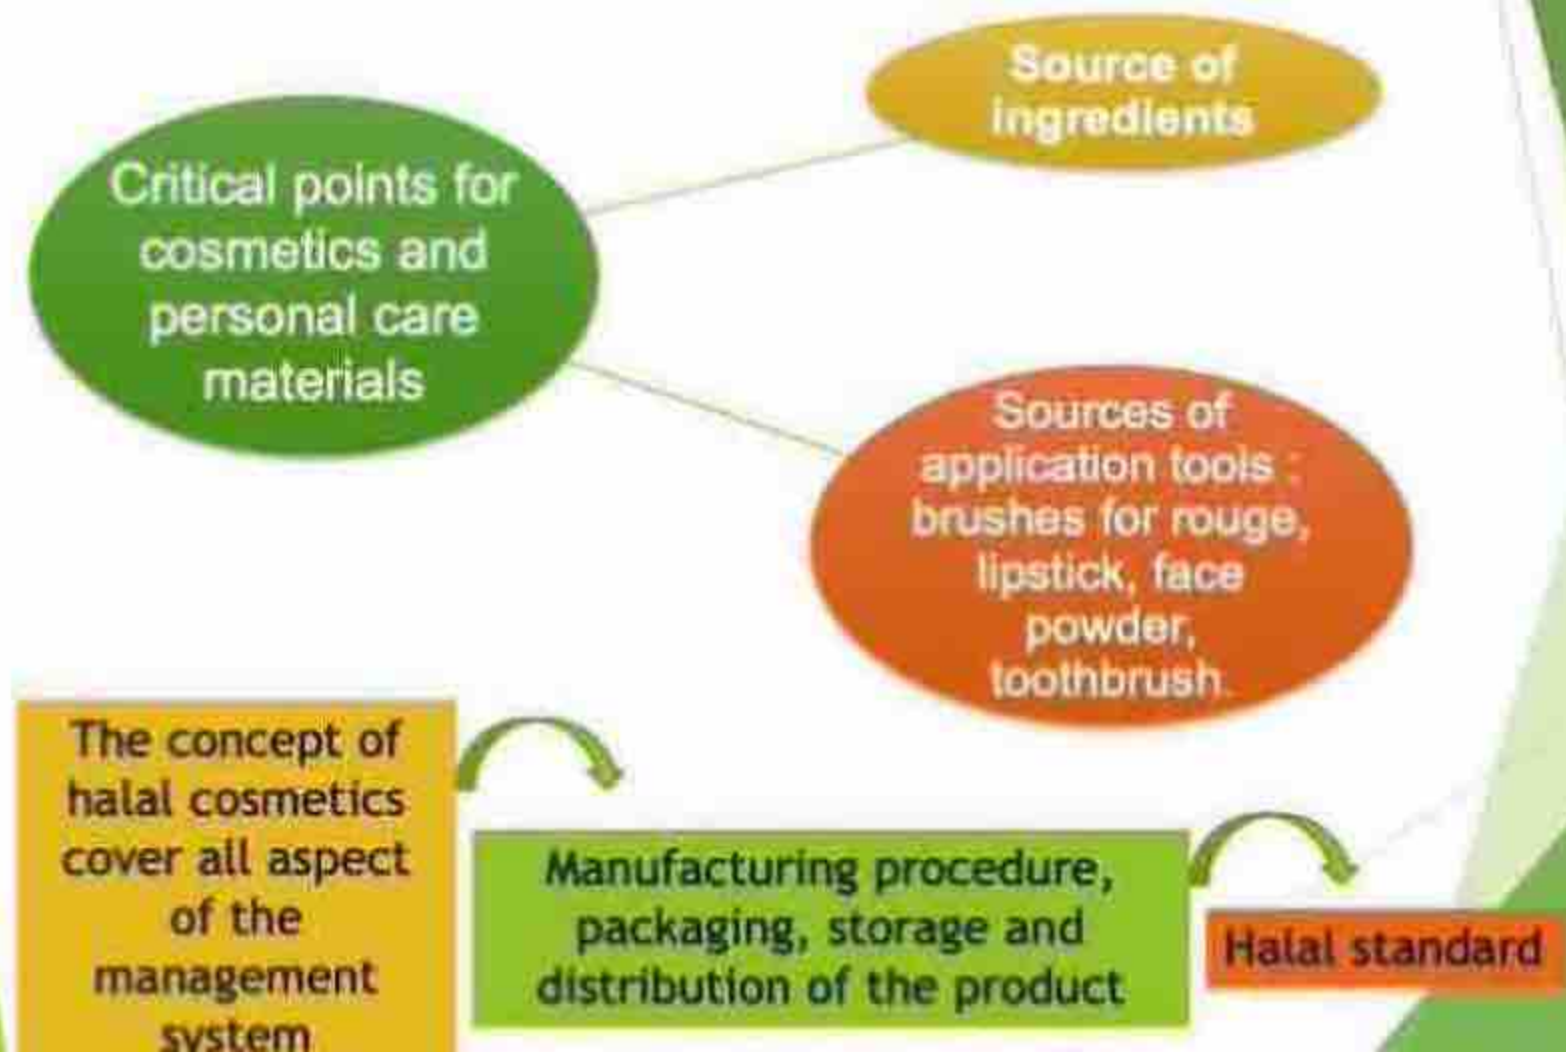 Source of
ingredients
Critical points for
cosmetics and
personal care
materials
Sources of
application tools :
brushes for rouge,
lipstick, face
powder,
toothbrush.
The concept of
halal cosmetics
cover all aspect
of the
management
system
Manufacturing procedure,
packaging, storage and
distribution of the product
Halal standard